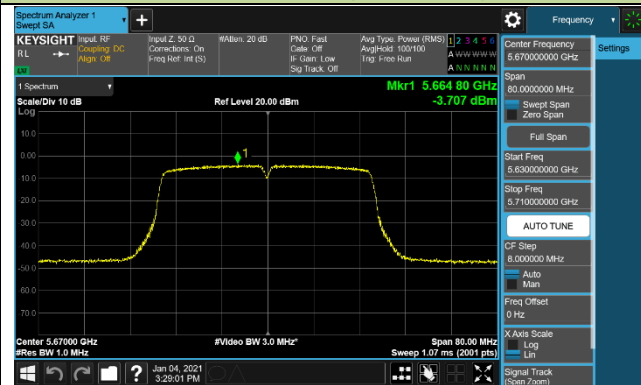 Spectrum Analyzer 1
Swept SA
+
Frequency
KEYSIGHT
RL
LM
Input: RF
Coupling: DC
Align: Off
Input Z: 50 Ω
Corrections: On
Freq Ref: Int (S)
#Atten: 20 dB
PNO: Fast
Gate: Off
IF Gain: Low
Sig Track: Off
Avg Type: Power (RMS)
Avg|Hold: 100/100
Trig: Free Run
1 2 3 4 5 6
A W W W W W
A N N N N N
1 Spectrum
Scale/Div 10 dB
Ref Level 20.00 dBm
Mkr1 5.664 80 GHz
-3.707 dBm
Log
10.0
0.00
1
-10.0
-20.0
-30.0
-40.0
-50.0
-60.0
-70.0
Center 5.67000 GHz
#Res BW 1.0 MHz
#Video BW 3.0 MHz*
Span 80.00 MHz
Sweep 1.07 ms (2001 pts)
?
Jan 04, 2021
3:29:01 PM
Center Frequency
5.670000000 GHz
Settings
Span
80.0000000 MHz
Swept Span
Zero Span
Full Span
Start Freq
5.630000000 GHz
Stop Freq
5.710000000 GHz
AUTO TUNE
CF Step
8.000000 MHz
Auto
Man
Freq Offset
0 Hz
X Axis Scale
Log
Lin
Signal Track
(Span Zoom)